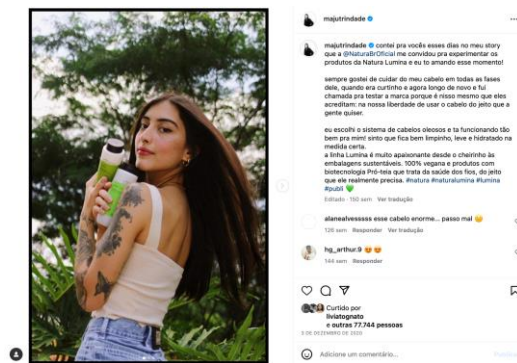 majutrindade
majutrindade contei pra vocês esses dias no meu story
que a @NaturaBrOficial me convidou pra experimentar os
produtos da Natura Lumina e eu to amando esse momento!
sempre gostei de cuidar do meu cabelo em todas as fases
dele, quando era curtinho e agora longo de novo e fui
chamada pra testar a marca porque é nisso mesmo que eles
acreditam: na nossa liberdade de usar o cabelo do jeito que a
gente quiser.
eu escolhi o sistema de cabelos oleosos e ta funcionando tão
bem pra mim! sinto que fica bem limpinho, leve e hidratado na
medida certa.
a linha Lumina é muito apaixonante desde o cheirinho às
embalagens sustentáveis. 100% vegana e produtos com
biotecnologia Pró-teia que trata da saúde dos fios, do jeito
que ele realmente precisa. #natura #naturalumina #lumina
#publi
Editado · 150 sem Ver tradução
alanealvesssss esse cabelo enorme... passo mal
126 sem Responder Ver tradução
hg_arthur.9
144 sem Responder
Curtido por
liviatognato
e outras 77.744 pessoas
3 DE DEZEMBRO DE 2020
Adicione um comentário...